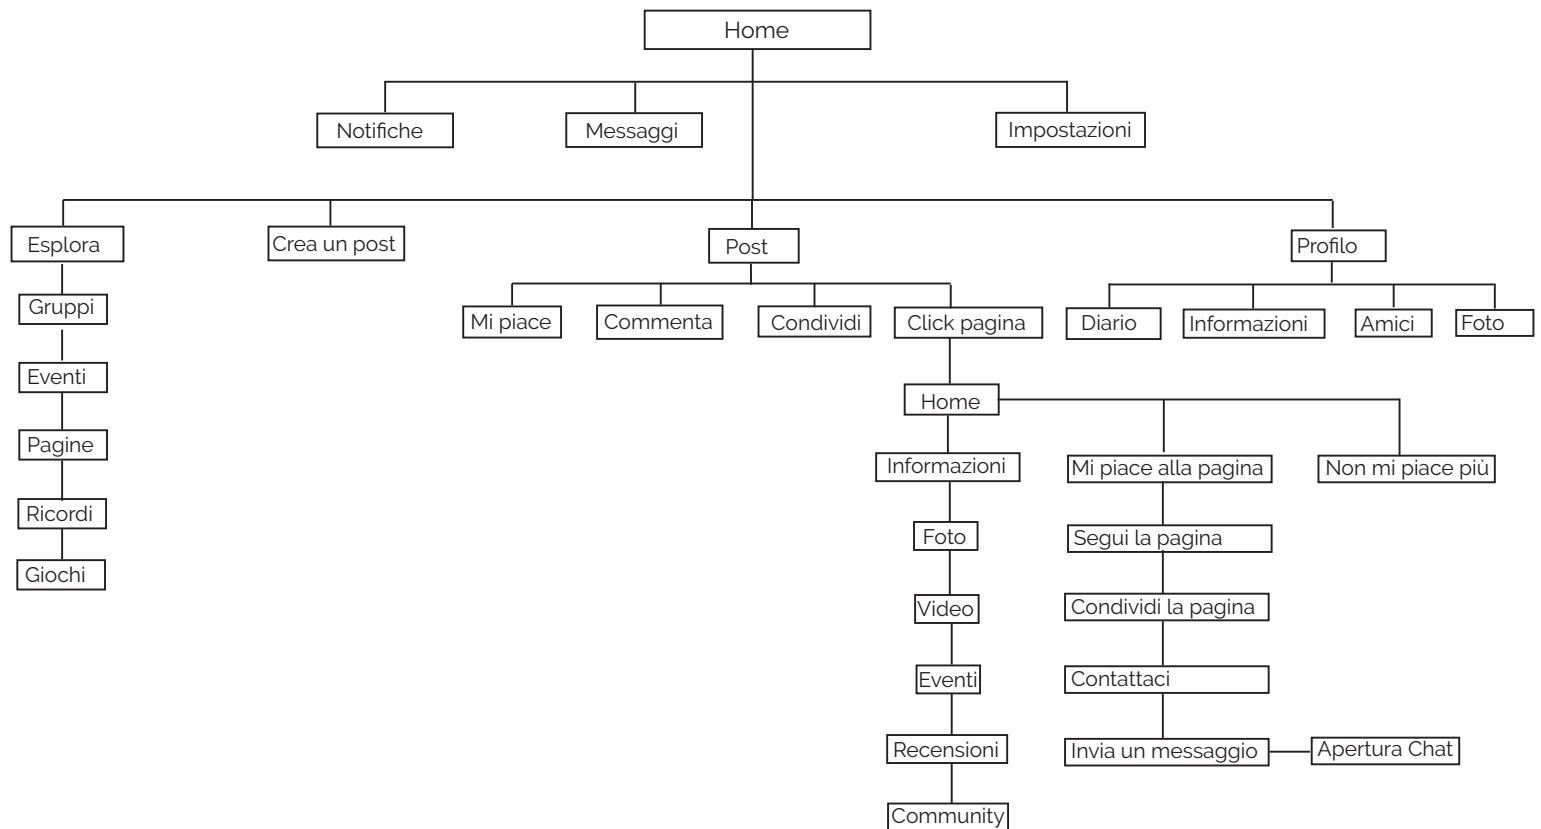 Home
Notifiche
Messaggi
Impostazioni
Esplora
Crea un post
Post
Profilo
Gruppi
Mi piace
Commenta
Condividi
Click pagina
Diario
Informazioni
Amici
Foto
Eventi
Pagine
Ricordi
Giochi
Home
Informazioni
Mi piace alla pagina
Non mi piace più
Foto
Segui la pagina
Video
Condividi la pagina
Eventi
Contattaci
Recensioni
Invia un messaggio
Apertura Chat
Community